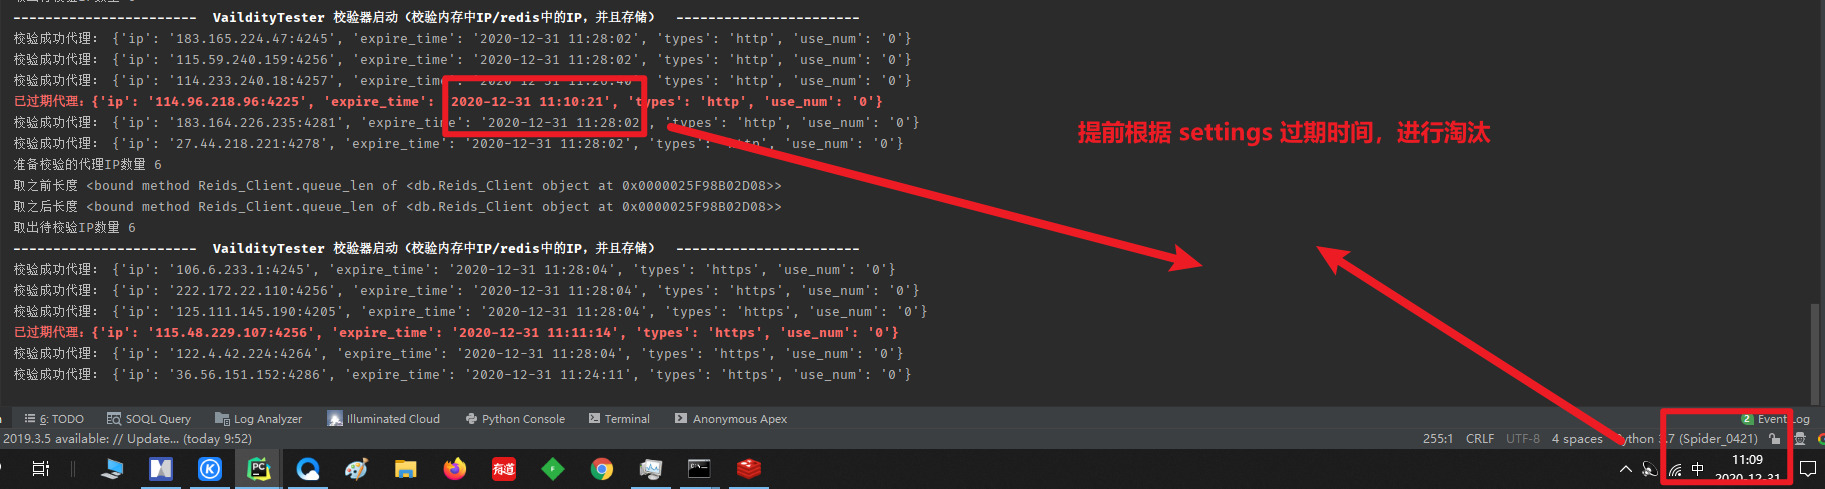 ----------------------- VaildityTester 校验器启动（校验内存中IP/redis中的IP，并且存储） -----------------------
校验成功代理： {'ip': '183.165.224.47:4245', 'expire_time': '2020-12-31 11:28:02', 'types': 'http', 'use_num': '0'}
校验成功代理： {'ip': '115.59.240.159:4256', 'expire_time': '2020-12-31 11:28:02', 'types': 'http', 'use_num': '0'}
校验成功代理： {'ip': '114.233.240.18:4257', 'expire_time': '2020-12-31 11:28:40', 'types': 'http', 'use_num': '0'}
已过期代理：{'ip': '114.96.218.96:4225', 'expire_time': '2020-12-31 11:10:21', 'types': 'http', 'use_num': '0'}
校验成功代理： {'ip': '183.164.226.235:4281', 'expire_time': '2020-12-31 11:28:02', 'types': 'http', 'use_num': '0'}
校验成功代理： {'ip': '27.44.218.221:4278', 'expire_time': '2020-12-31 11:28:02', 'types': 'http', 'use_num': '0'}
提前根据 settings 过期时间，进行淘汰
准备校验的代理IP数量 6
取之前长度 <bound method Reids_Client.queue_len of <db.Reids_Client object at 0x0000025F98B02D08>>
取之后长度 <bound method Reids_Client.queue_len of <db.Reids_Client object at 0x0000025F98B02D08>>
取出待校验IP数量 6
----------------------- VaildityTester 校验器启动（校验内存中IP/redis中的IP，并且存储） -----------------------
校验成功代理： {'ip': '106.6.233.1:4245', 'expire_time': '2020-12-31 11:28:04', 'types': 'https', 'use_num': '0'}
校验成功代理： {'ip': '222.172.22.110:4256', 'expire_time': '2020-12-31 11:28:04', 'types': 'https', 'use_num': '0'}
校验成功代理： {'ip': '125.111.145.190:4205', 'expire_time': '2020-12-31 11:28:04', 'types': 'https', 'use_num': '0'}
已过期代理：{'ip': '115.48.229.107:4256', 'expire_time': '2020-12-31 11:11:14', 'types': 'https', 'use_num': '0'}
校验成功代理： {'ip': '122.4.42.224:4264', 'expire_time': '2020-12-31 11:28:04', 'types': 'https', 'use_num': '0'}
校验成功代理： {'ip': '36.56.151.152:4286', 'expire_time': '2020-12-31 11:24:11', 'types': 'https', 'use_num': '0'}
6: TODO SOQL Query Log Analyzer Illuminated Cloud Python Console Terminal Anonymous Apex 2 Event Log
2019.3.5 available: // Update... (today 9:52) 255:1 CRLF UTF-8 4 spaces Python 3.7 (Spider_0421)
PC 有道 F 中 11:09
2020-12-31